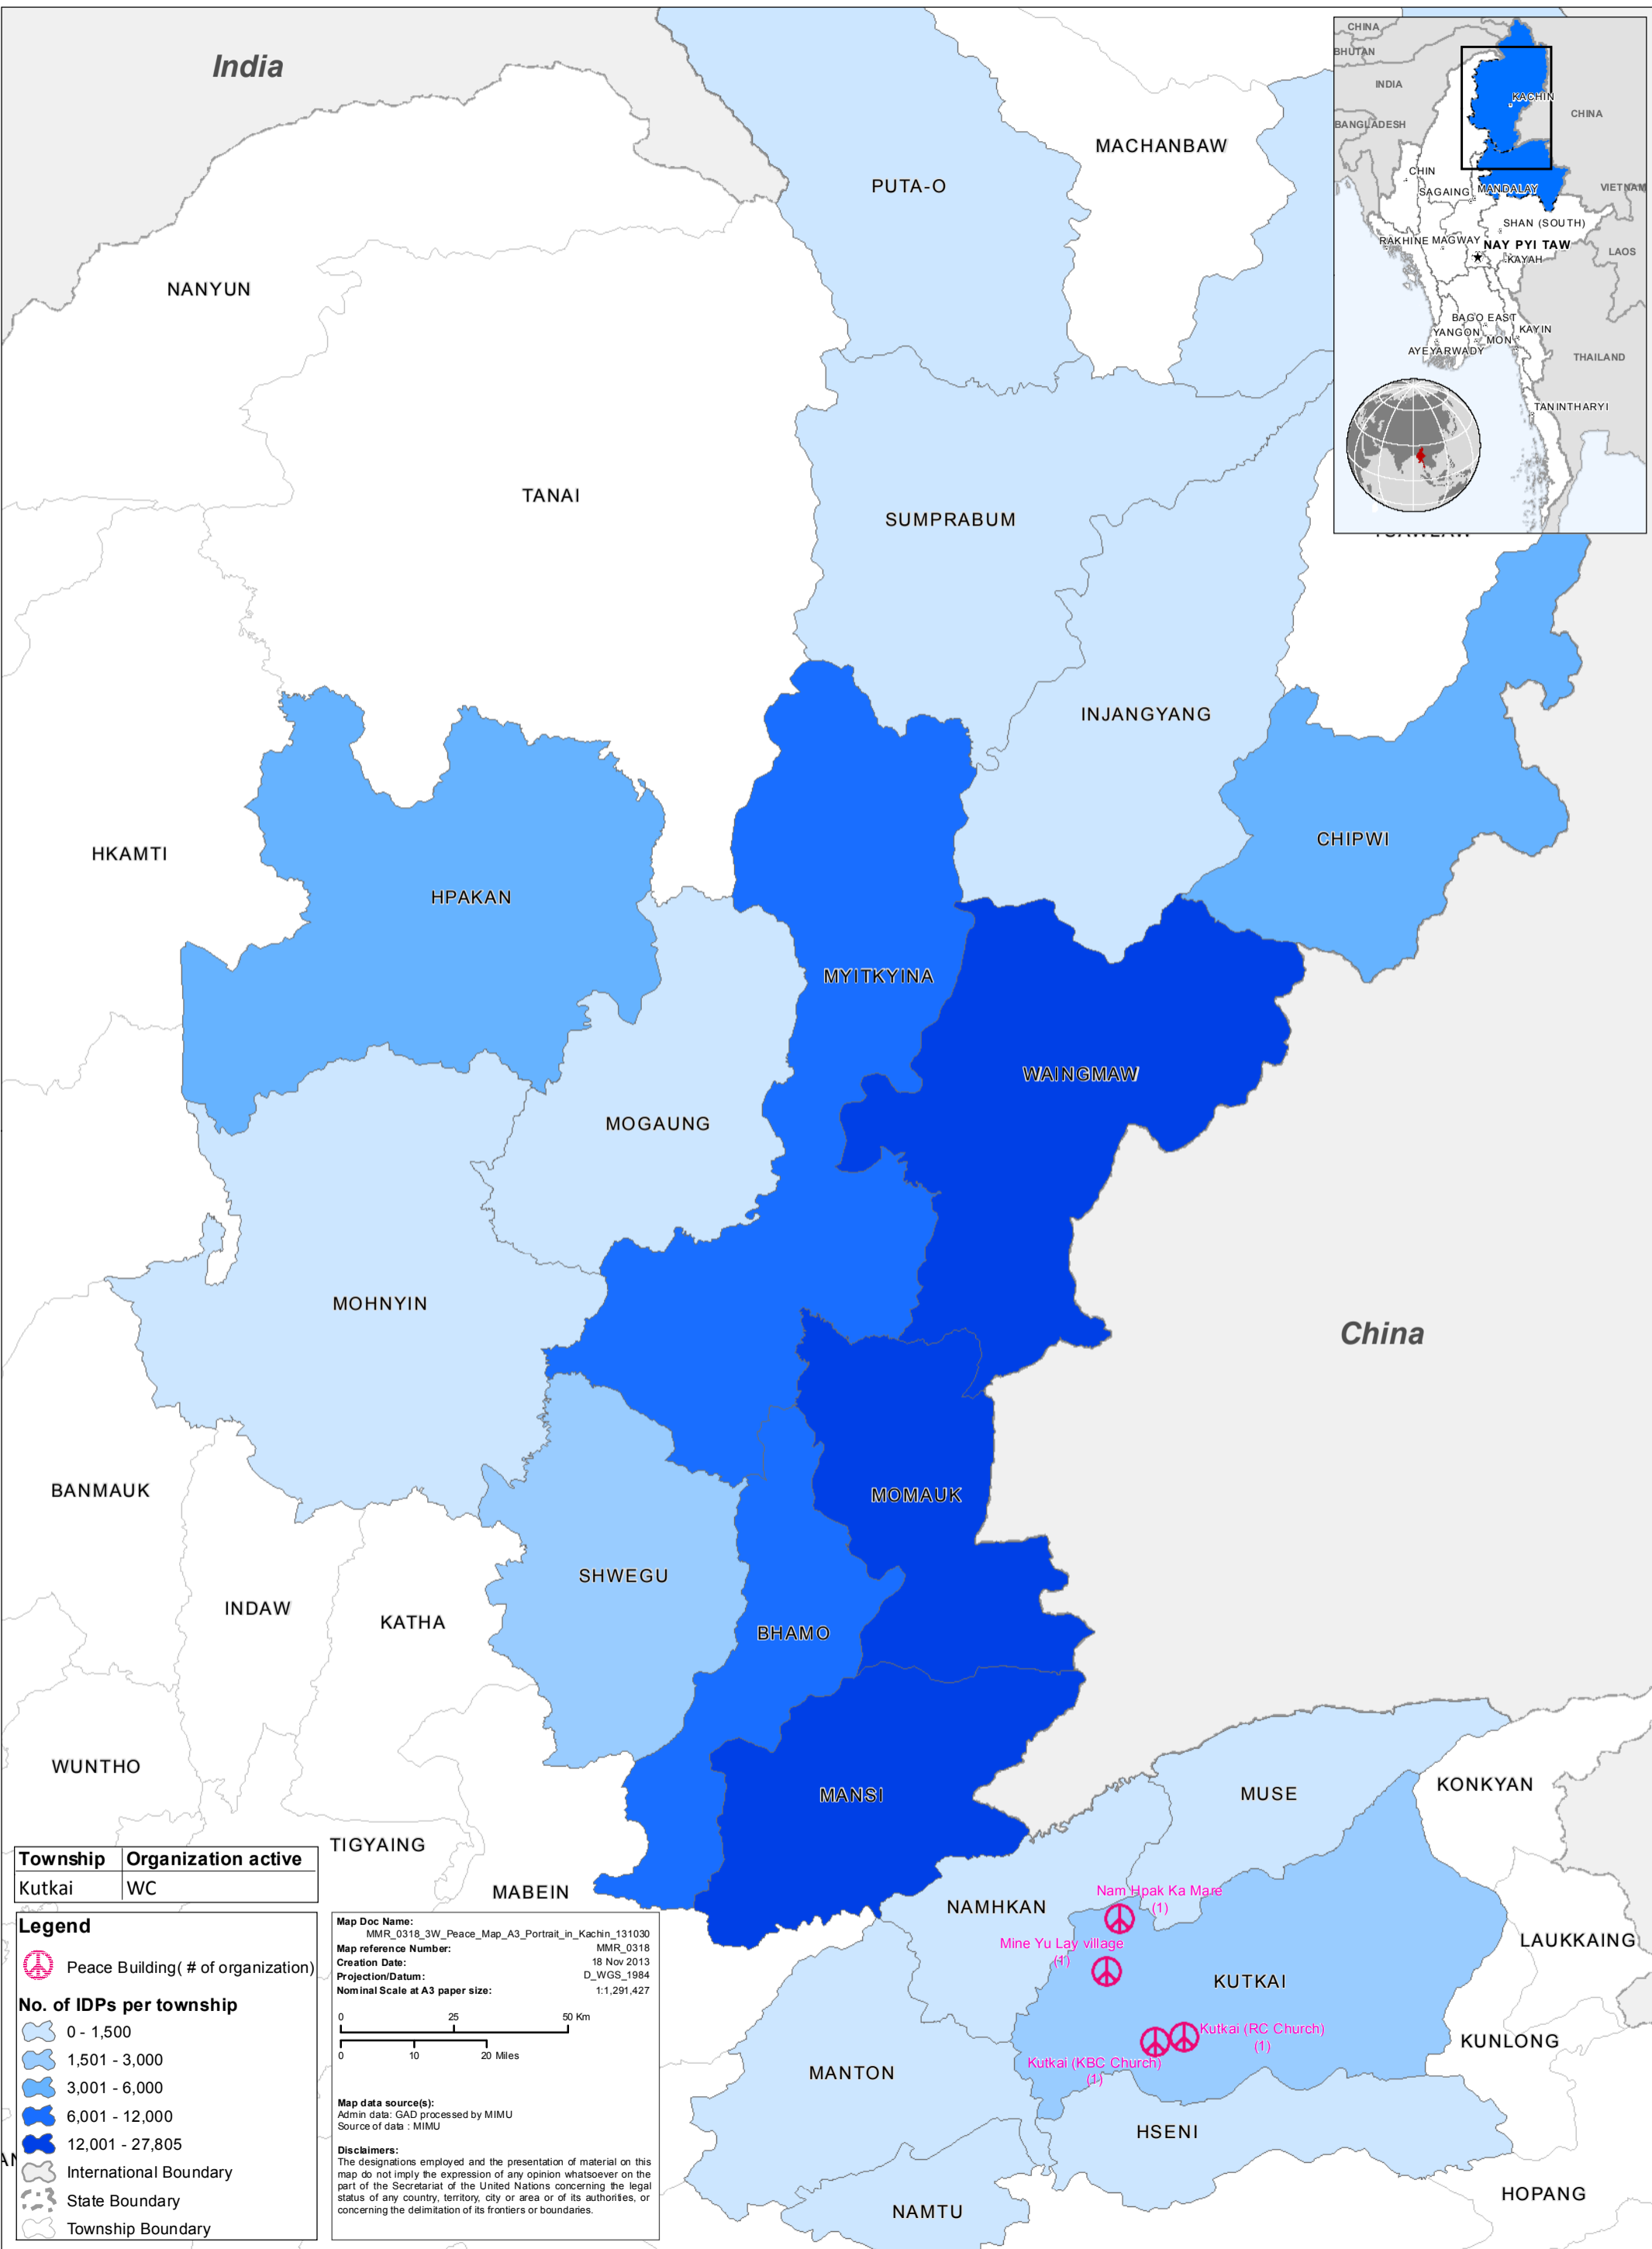 India
MACHANBAW
PUTA-O
NANYUN
TANAI
SUMPRABUM
INJANGYANG
CHIPWI
HKAMTI
HPAKAN
MYITKYINA
WAINGMAW
MOGAUNG
MOHNYIN
China
BANMAUK
MOMAUK
SHWEGU
INDAW
KATHA
BHAMO
WUNTHO
MANSI
MUSE
KONKYAN
TIGYAING
MABEIN
NAMHKAN
Nam Hpak Ka Mare
(1)
Mine Yu Lay village
(1)
LAUKKAING
KUTKAI
Kutkai (RC Church)
(1)
KUNLONG
Kutkai (KBC Church)
(1)
MANTON
HSENI
HOPANG
NAMTU
CHINA
BHUTAN
INDIA
KACHIN
CHINA
BANGLADESH
CHIN
SAGAING
MANDALAY
VIETNAM
SHAN (SOUTH)
RAKHINE
MAGWAY
NAY PYI TAW
KAYAH
LAOS
BAGO EAST
YANGON
KAYIN
MON
AYEYARWADY
THAILAND
TANINTHARYI
Township Organization active
Kutkai WC
Legend
Peace Building( # of organization)
No. of IDPs per township
0 - 1,500
1,501 - 3,000
3,001 - 6,000
6,001 - 12,000
12,001 - 27,805
International Boundary
State Boundary
Township Boundary
Map Doc Name:
MMR_0318_3W_Peace_Map_A3_Portrait_in_Kachin_131030
Map reference Number: MMR_0318
Creation Date: 18 Nov 2013
Projection/Datum: D_WGS_1984
Nominal Scale at A3 paper size: 1:1,291,427
0 25 50 Km
0 10 20 Miles
Map data source(s):
Admin data: GAD processed by MIMU
Source of data : MIMU
Disclaimers:
The designations employed and the presentation of material on this
map do not imply the expression of any opinion whatsoever on the
part of the Secretariat of the United Nations concerning the legal
status of any country, territory, city or area or of its authorities, or
concerning the delimitation of its frontiers or boundaries.